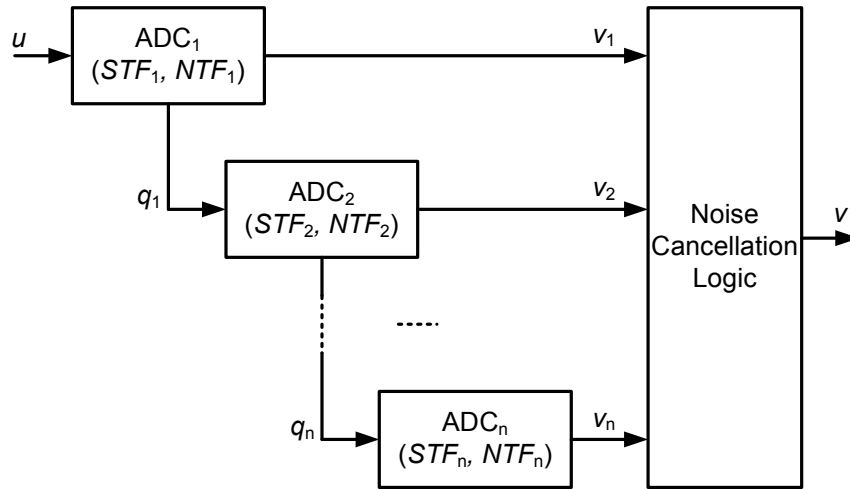 u
ADC₁
(STF₁, NTF₁)
v₁
q₁
ADC₂
(STF₂, NTF₂)
v₂
Noise
Cancellation
Logic
v
qₙ
ADCₙ
(STFₙ, NTFₙ)
vₙ